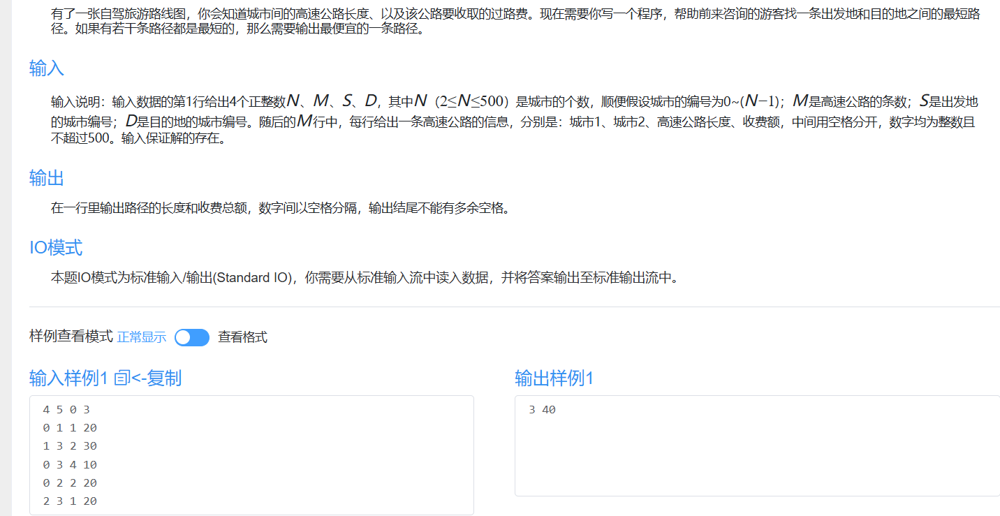 有了一张自驾旅游路线图，你会知道城市间的高速公路长度、以及该公路要收取的过路费。现在需要你写一个程序，帮助前来咨询的游客找一条出发地和目的地之间的最短路
径。如果有若干条路径都是最短的，那么需要输出最便宜的一条路径。
输入
输入说明：输入数据的第1行给出4个正整数N、M、S、D，其中N（2≤N≤500）是城市的个数，顺便假设城市的编号为0~(N−1)；M是高速公路的条数；S是出发地
的城市编号；D是目的地的城市编号。随后的M行中，每行给出一条高速公路的信息，分别是：城市1、城市2、高速公路长度、收费额，中间用空格分开，数字均为整数且
不超过500。输入保证解的存在。
输出
在一行里输出路径的长度和收费总额，数字间以空格分隔，输出结尾不能有多余空格。
IO模式
本题IO模式为标准输入/输出(Standard IO)，你需要从标准输入流中读入数据，并将答案输出至标准输出流中。
样例查看模式 正常显示 查看格式
输入样例1 <-复制
4 5 0 3
0 1 1 20
1 3 2 30
0 3 4 10
0 2 2 20
2 3 1 20
输出样例1
3 40